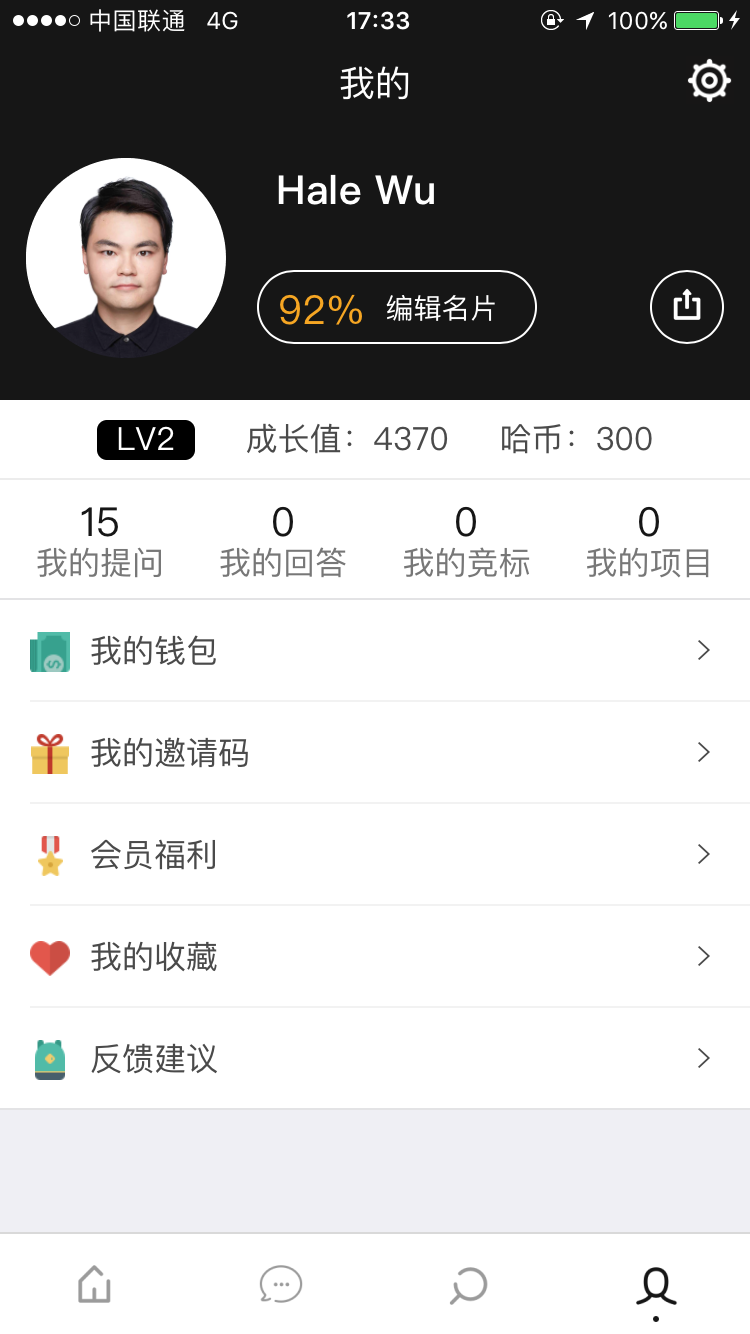 中国联通 4G 17:33 100%
我的
Hale Wu
92% 编辑名片
LV2 成长值：4370 哈币：300
15 0 0 0
我的提问 我的回答 我的竞标 我的项目
我的钱包
我的邀请码
会员福利
我的收藏
反馈建议